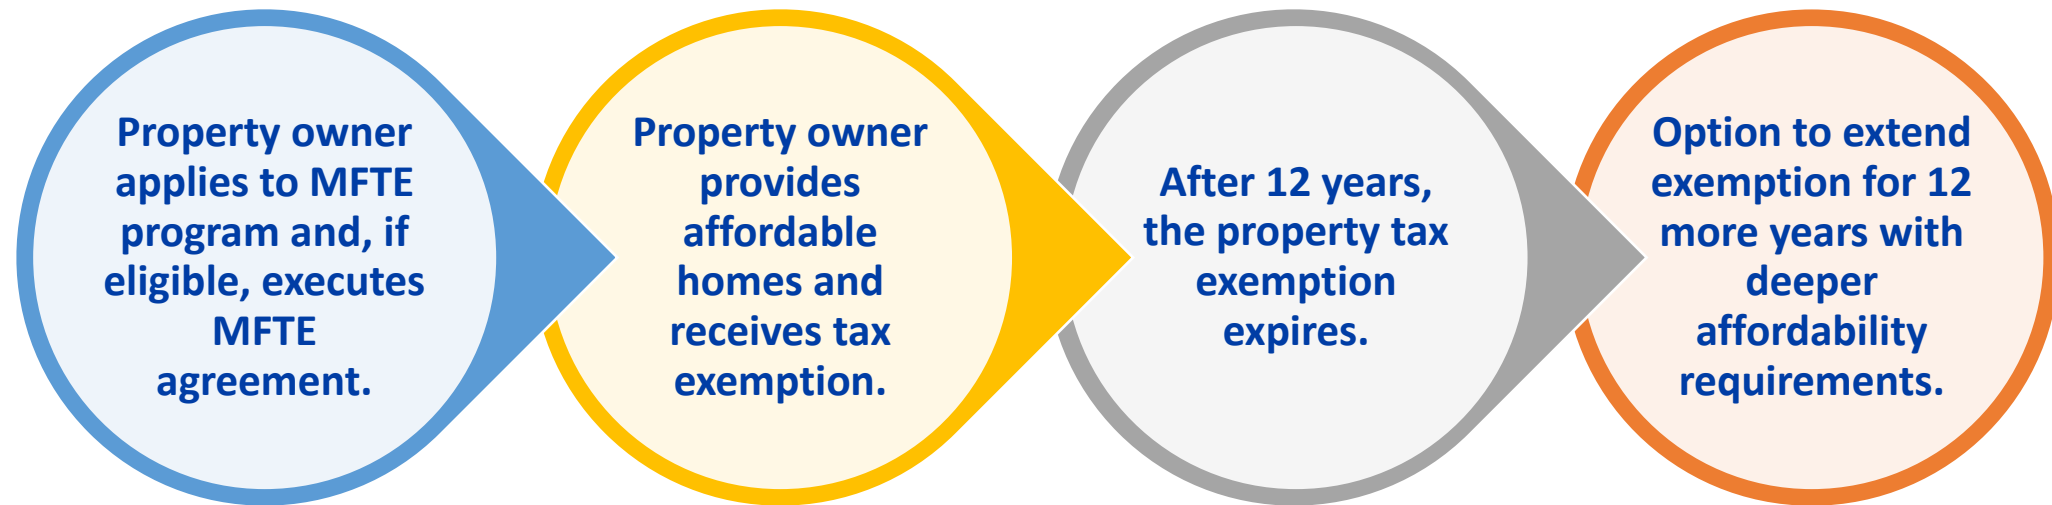 Property owner
applies to MFTE
program and, if
eligible, executes
MFTE
agreement.
Property owner
provides
affordable
homes and
receives tax
exemption.
After 12 years,
the property tax
exemption
expires.
Option to extend
exemption for 12
more years with
deeper
affordability
requirements.